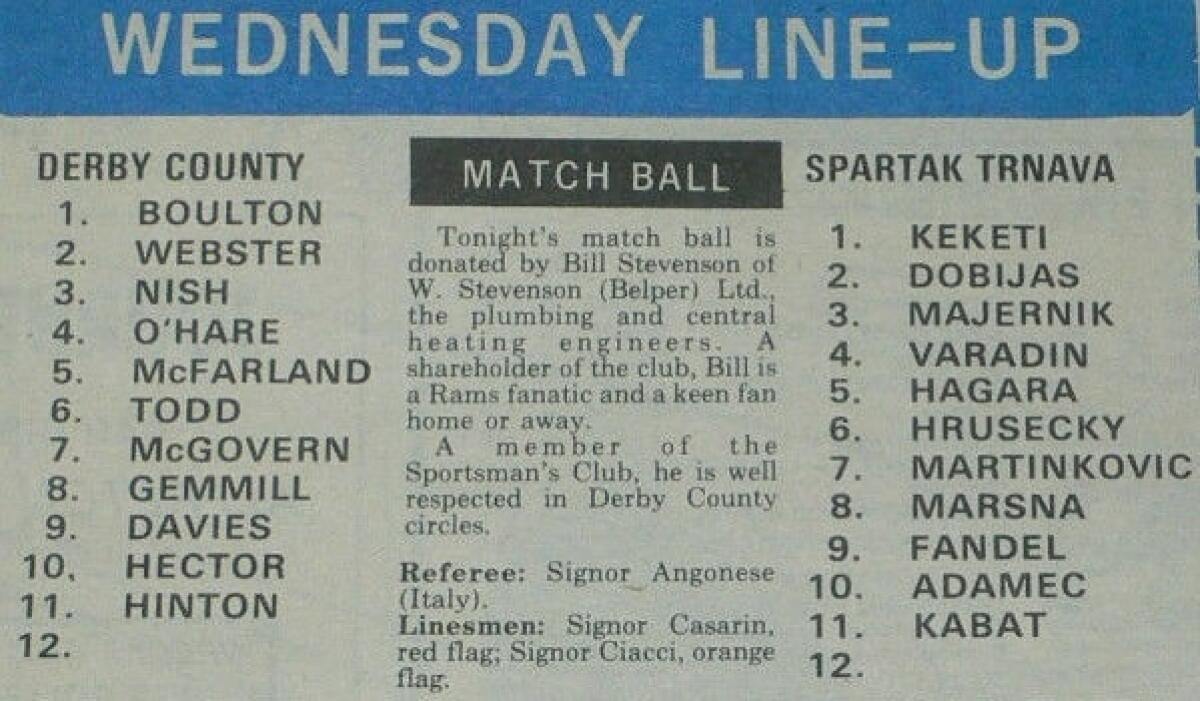 WEDNESDAY LINE-UP
DERBY COUNTY
1. BOULTON
2. WEBSTER
3. NISH
4. O'HARE
5. McFARLAND
6. TODD
7. McGOVERN
8. GEMMILL
9. DAVIES
10. HECTOR
11. HINTON
12.
MATCH BALL
Tonight's match ball is
donated by Bill Stevenson of
W. Stevenson (Belper) Ltd.,
the plumbing and central
heating engineers. A
shareholder of the club, Bill is
a Rams fanatic and a keen fan
home or away.
A member of the
Sportsman's Club, he is well
respected in Derby County
circles.
Referee: Signor Angonese
(Italy).
Linesmen: Signor Casarin,
red flag; Signor Ciacci, orange
flag.
SPARTAK TRNAVA
1. KEKETI
2. DOBIJAS
3. MAJERNIK
4. VARADIN
5. HAGARA
6. HRUSECKY
7. MARTINKOVIC
8. MARSNA
9. FANDEL
10. ADAMEC
11. KABAT
12.